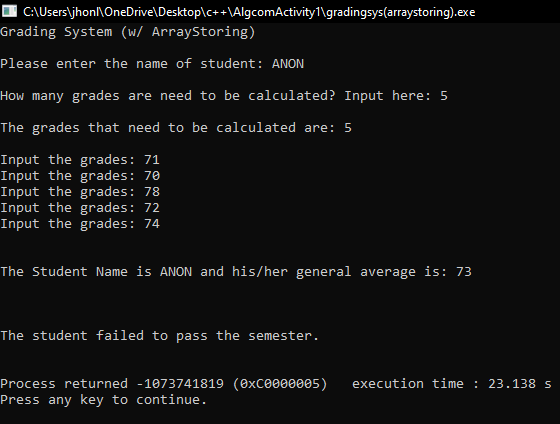 C:\Users\jhonl\OneDrive\Desktop\c++\AlgcomActivity1\gradingsys(arraystoring).exe
Grading System (w/ ArrayStoring)
Please enter the name of student: ANON
How many grades are need to be calculated? Input here: 5
The grades that need to be calculated are: 5
Input the grades: 71
Input the grades: 70
Input the grades: 78
Input the grades: 72
Input the grades: 74
The Student Name is ANON and his/her general average is: 73
The student failed to pass the semester.
Process returned -1073741819 (0xC0000005)   execution time : 23.138 s
Press any key to continue.